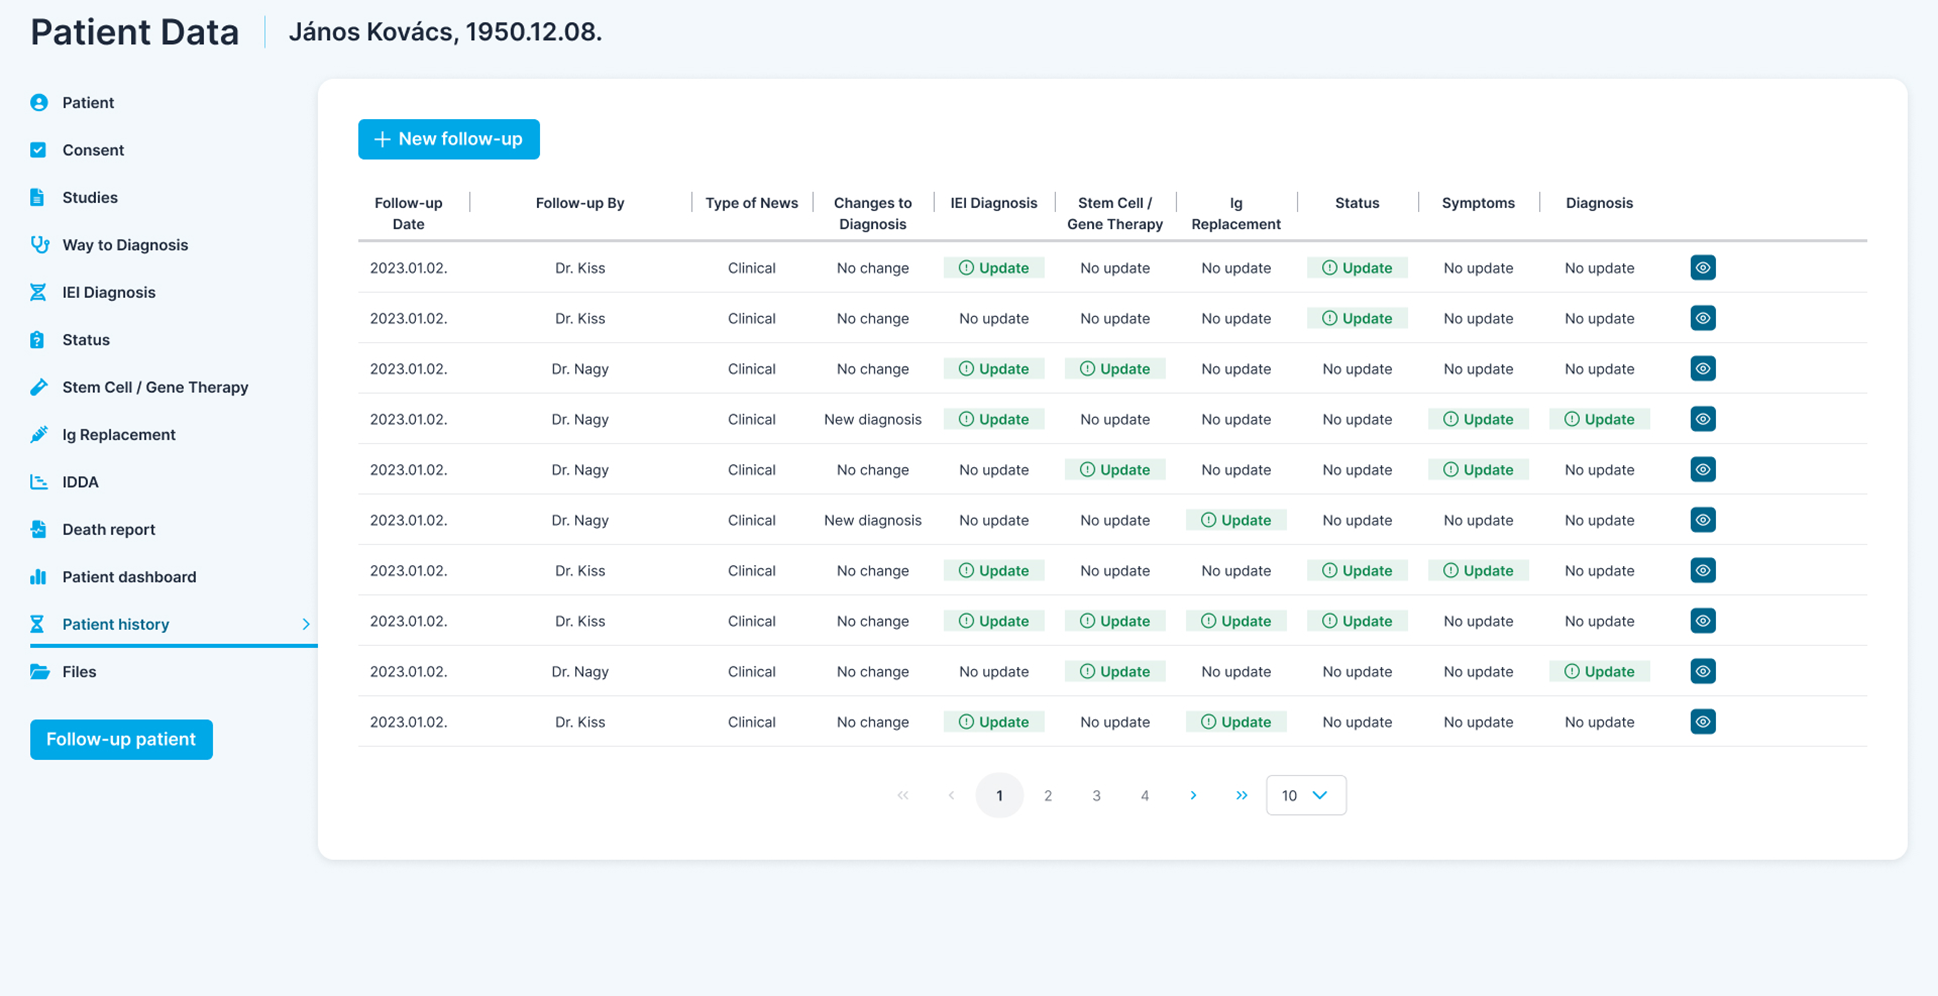 Patient Data
János Kovács, 1950.12.08.
Patient
Consent
Studies
Way to Diagnosis
IEI Diagnosis
Status
Stem Cell / Gene Therapy
Ig Replacement
IDDA
Death report
Patient dashboard
Patient history
Files
Follow-up patient
New follow-up
Follow-up Date Follow-up By Type of News Changes to Diagnosis IEI Diagnosis Stem Cell / Gene Therapy Ig Replacement Status Symptoms Diagnosis
2023.01.02. Dr. Kiss Clinical No change Update No update No update Update No update No update
2023.01.02. Dr. Kiss Clinical No change No update No update No update Update No update No update
2023.01.02. Dr. Nagy Clinical No change Update Update No update No update No update No update
2023.01.02. Dr. Nagy Clinical New diagnosis Update No update No update No update Update Update
2023.01.02. Dr. Nagy Clinical No change No update Update No update No update Update No update
2023.01.02. Dr. Nagy Clinical New diagnosis No update No update Update No update No update No update
2023.01.02. Dr. Kiss Clinical No change Update No update No update Update Update No update
2023.01.02. Dr. Kiss Clinical No change Update Update Update Update No update No update
2023.01.02. Dr. Nagy Clinical No change No update Update No update No update No update Update
2023.01.02. Dr. Kiss Clinical No change Update No update Update No update No update No update
1 2 3 4 10